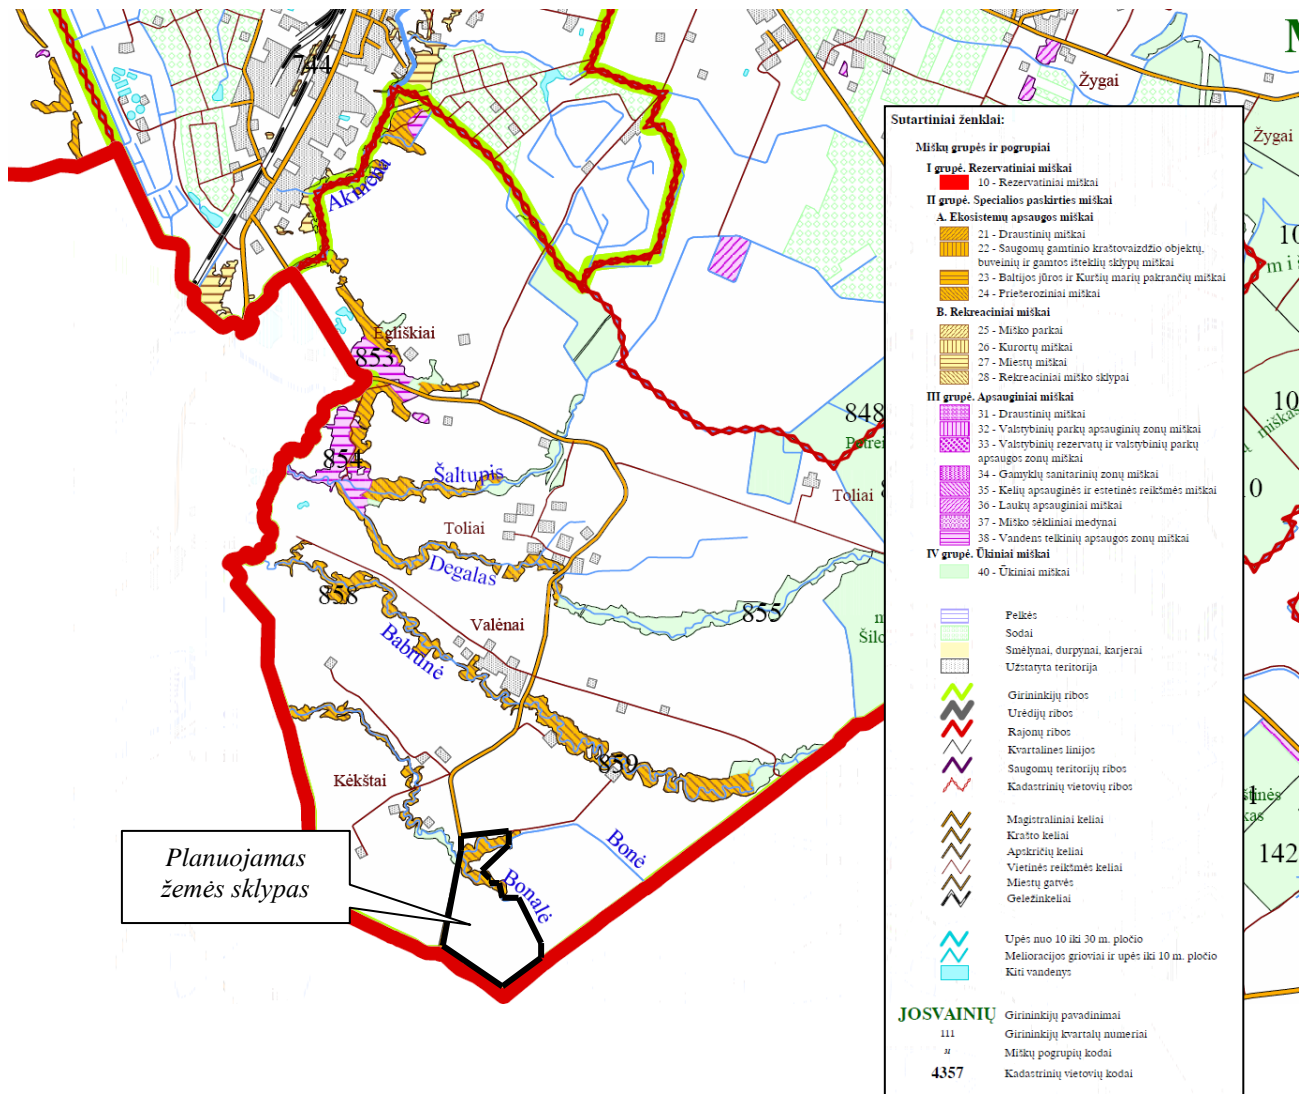 744
Akmena
Žygai
Žygai
M
Egliškiai
853
854
Šaltupis
Toliai
Degalas
848
Toliai
855
858
Valėnai
Babrūnė
859
Kėkštai
Bonė
Bonalė
Planuojamas
žemės sklypas
10
miš
10
miškas
0
142
Sutartiniai ženklai:
Miškų grupės ir pogrupiai
I grupė. Rezervatiniai miškai
10 - Rezervatiniai miškai
II grupė. Specialios paskirties miškai
A. Ekosistemų apsaugos miškai
21 - Draustinių miškai
22 - Saugomų gamtinio kraštovaizdžio objektų,
buveinių ir gamtos išteklių sklypų miškai
23 - Baltijos jūros ir Kuršių marių pakrančių miškai
24 - Priešeroziniai miškai
B. Rekreaciniai miškai
25 - Miško parkai
26 - Kurortų miškai
27 - Miestų miškai
28 - Rekreaciniai miško sklypai
III grupė. Apsauginiai miškai
31 - Draustinių miškai
32 - Valstybinių parkų apsauginių zonų miškai
33 - Valstybinių rezervatų ir valstybinių parkų
apsaugos zonų miškai
34 - Gamyklų sanitarinių zonų miškai
35 - Kelių apsauginės ir estetinės reikšmės miškai
36 - Laukų apsauginiai miškai
37 - Miško sėkliniai medynai
38 - Vandens telkinių apsaugos zonų miškai
IV grupė. Ūkiniai miškai
40 - Ūkiniai miškai
Pelkės
Sodai
Smėlynai, durpynai, karjerai
Užstatyta teritorija
Girininkijų ribos
Urėdijų ribos
Rajonų ribos
Kvartalinės linijos
Saugomų teritorijų ribos
Kadastrinių vietovių ribos
Magistraliniai keliai
Krašto keliai
Apskričių keliai
Vietinės reikšmės keliai
Miestų gatvės
Geležinkeliai
Upės nuo 10 iki 30 m. pločio
Melioracijos grioviai ir upės iki 10 m. pločio
Kiti vandenys
JOSVAINIŲ Girininkijų pavadinimai
111 Girininkijų kvartalų numeriai
Miškų pogrupių kodai
4357 Kadastrinių vietovių kodai